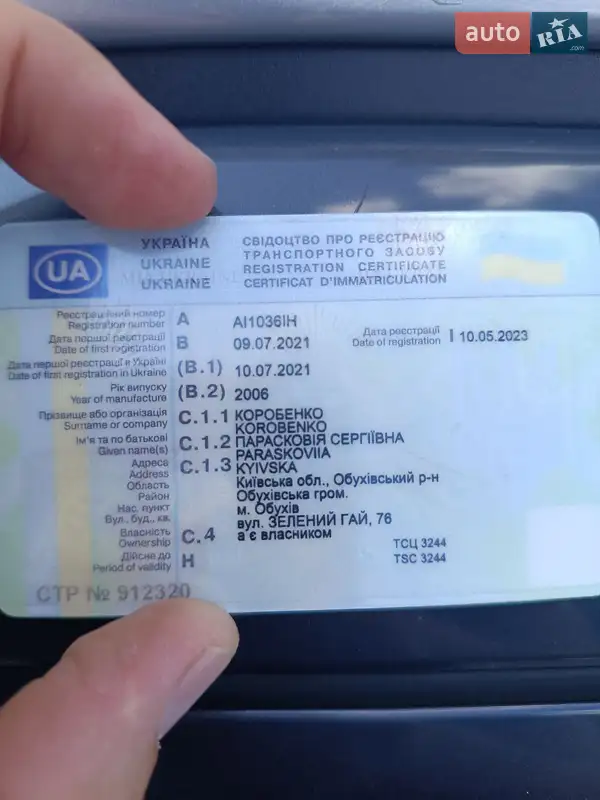 auto RIA .com
УКРАЇНА
UKRAINE
UKRAINE
СВІДОЦТВО ПРО РЕЄСТРАЦІЮ
ТРАНСПОРТНОГО ЗАСОБУ
REGISTRATION CERTIFICATE
CERTIFICAT D'IMMATRICULATION
UA
Реєстраційний номер
Registration number A АІ1036ІН
Дата першої реєстрації
Date of first registration B 09.07.2021
Дата реєстрації
Date of registration I 10.05.2023
Дата першої реєстрації в Україні
Date of first registration in Ukraine (B.1) 10.07.2021
Рік випуску
Year of manufacture (B.2) 2006
Прізвище або організація
Surname or company C.1.1 КОРОБЕНКО
KOROBENKO
Ім'я та по батькові
Given name(s) C.1.2 ПАРАСКОВІЯ СЕРГІЇВНА
PARASKOVIIA
Адреса
Address C.1.3 KYIVSKA
Область
Район
Нас. пункт
Вул., буд., кв.
Київська обл., Обухівський р-н
Обухівська гром.
м. Обухів
вул. ЗЕЛЕНИЙ ГАЙ, 76
Власність
Ownership C.4 а є власником
Дійсне до
Period of validity H
ТСЦ 3244
TSC 3244
СТР № 912320